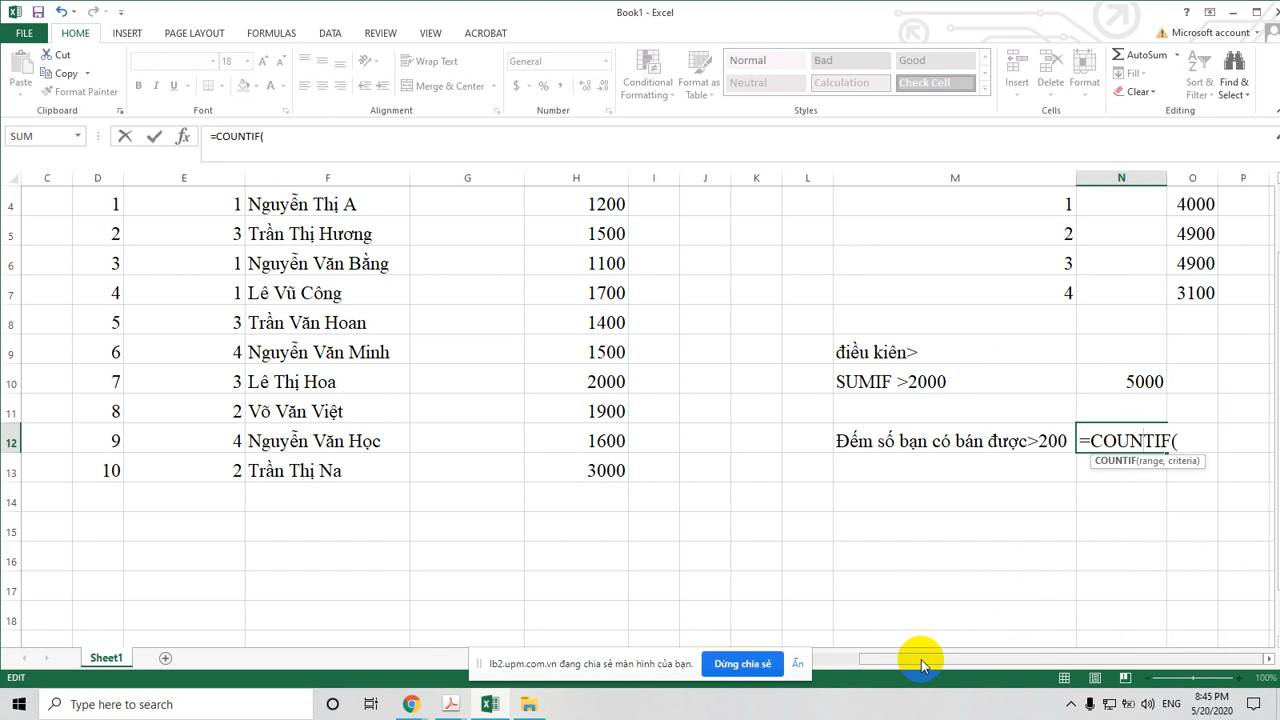 Book1 - Excel
FILE HOME INSERT PAGE LAYOUT FORMULAS DATA REVIEW VIEW ACROBAT Microsoft account
Paste Cut Copy Format Painter
Clipboard
18
Font
Wrap Text
Merge & Center
Alignment
General
Number
Conditional Formatting
Format as Table
Normal Bad Good
Neutral Calculation Check Cell
Styles
Insert Delete Format
Cells
AutoSum
Fill
Clear
Sort & Filter
Find & Select
Editing
SUM =COUNTIF(
C D E F G H I J K L M N O P
4 1 1 Nguyễn Thị A 1200 1 4000
5 2 3 Trần Thị Hương 1500 2 4900
6 3 1 Nguyễn Văn Bằng 1100 3 4900
7 4 1 Lê Vũ Công 1700 4 3100
8 5 3 Trần Văn Hoan 1400
9 6 4 Nguyễn Văn Minh 1500 điều kiên>
10 7 3 Lê Thị Hoa 2000 SUMIF >2000 5000
11 8 2 Võ Văn Việt 1900
12 9 4 Nguyễn Văn Học 1600 Đếm số bạn có bán được>200 =COUNTIF(
COUNTIF(range, criteria)
13 10 2 Trần Thị Na 3000
14
15
16
17
18
Sheet1
lb2.upm.com.vn đang chia sẻ màn hình của bạn. Dừng chia sẻ Ẩn
EDIT 100%
Type here to search
ENG
8:45 PM
5/20/2020